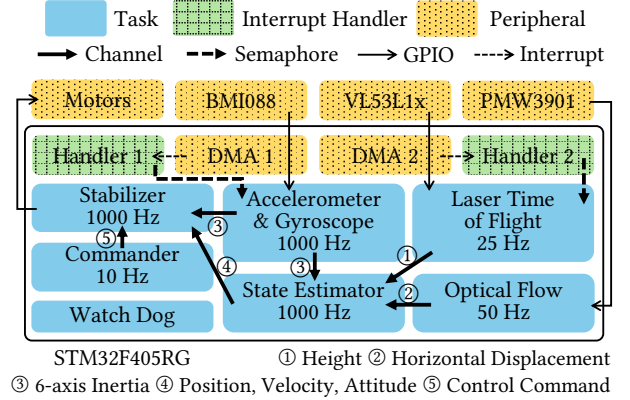 Task Interrupt Handler Peripheral
Channel Semaphore GPIO Interrupt
Motors BMI088 VL53L1x PMW3901
Handler 1 DMA 1 DMA 2 Handler 2
Stabilizer
1000 Hz
Accelerometer
& Gyroscope
1000 Hz
Laser Time
of Flight
25 Hz
③
⑤
Commander
10 Hz
④
③
①
State Estimator
1000 Hz
②
Optical Flow
50 Hz
Watch Dog
STM32F405RG ① Height ② Horizontal Displacement
③ 6-axis Inertia ④ Position, Velocity, Attitude ⑤ Control Command